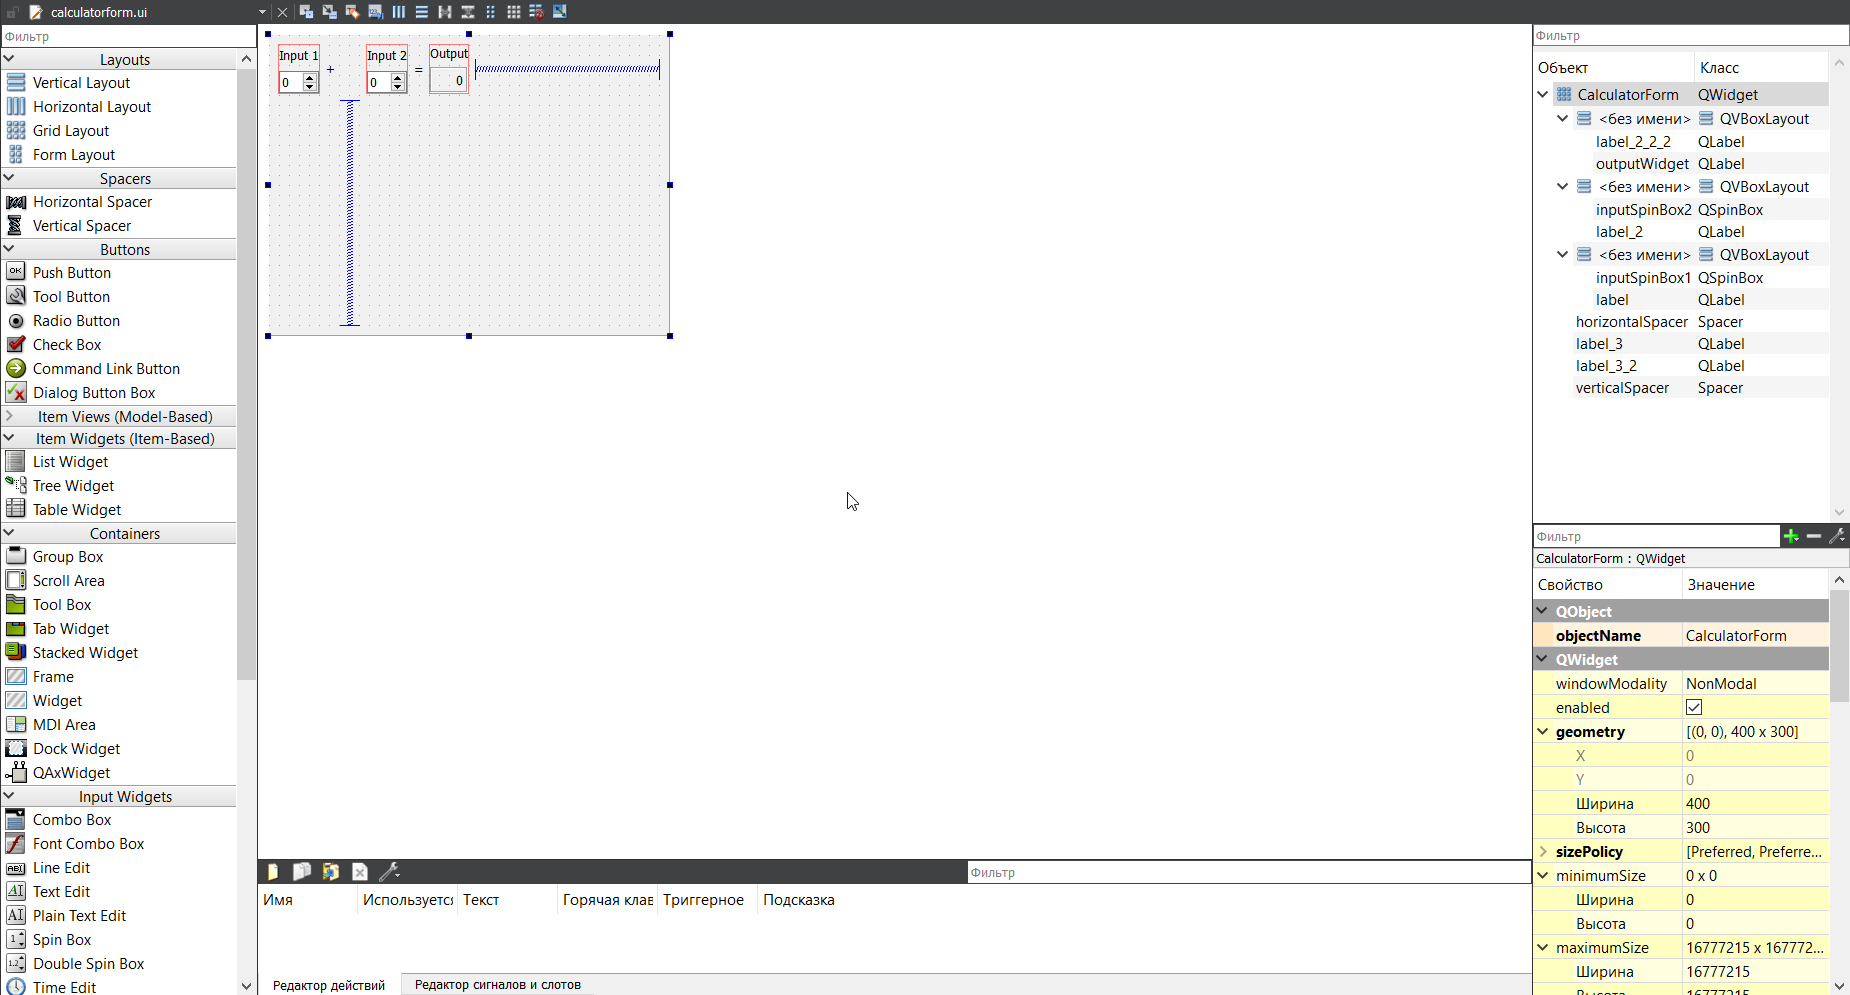 calculatorform.ui
Фильтр
Layouts
Vertical Layout
Horizontal Layout
Grid Layout
Form Layout
Spacers
Horizontal Spacer
Vertical Spacer
Buttons
Push Button
Tool Button
Radio Button
Check Box
Command Link Button
Dialog Button Box
Item Views (Model-Based)
Item Widgets (Item-Based)
List Widget
Tree Widget
Table Widget
Containers
Group Box
Scroll Area
Tool Box
Tab Widget
Stacked Widget
Frame
Widget
MDI Area
Dock Widget
QAxWidget
Input Widgets
Combo Box
Font Combo Box
Line Edit
Text Edit
Plain Text Edit
Spin Box
Double Spin Box
Time Edit
Input 1 Input 2 Output
0 + 0 = 0
Фильтр
Имя Используетс Текст Горячая клав Триггерное Подсказка
Редактор действий Редактор сигналов и слотов
Фильтр
Объект Класс
CalculatorForm QWidget
<без имени> QVBoxLayout
label_2_2_2 QLabel
outputWidget QLabel
<без имени> QVBoxLayout
inputSpinBox2 QSpinBox
label_2 QLabel
<без имени> QVBoxLayout
inputSpinBox1 QSpinBox
label QLabel
horizontalSpacer Spacer
label_3 QLabel
label_3_2 QLabel
verticalSpacer Spacer
Фильтр
CalculatorForm : QWidget
Свойство Значение
QObject
objectName CalculatorForm
QWidget
windowModality NonModal
enabled
geometry [(0, 0), 400 x 300]
X 0
Y 0
Ширина 400
Высота 300
sizePolicy [Preferred, Preferre...
minimumSize 0 x 0
Ширина 0
Высота 0
maximumSize 16777215 x 167772...
Ширина 16777215
Высота 16777215